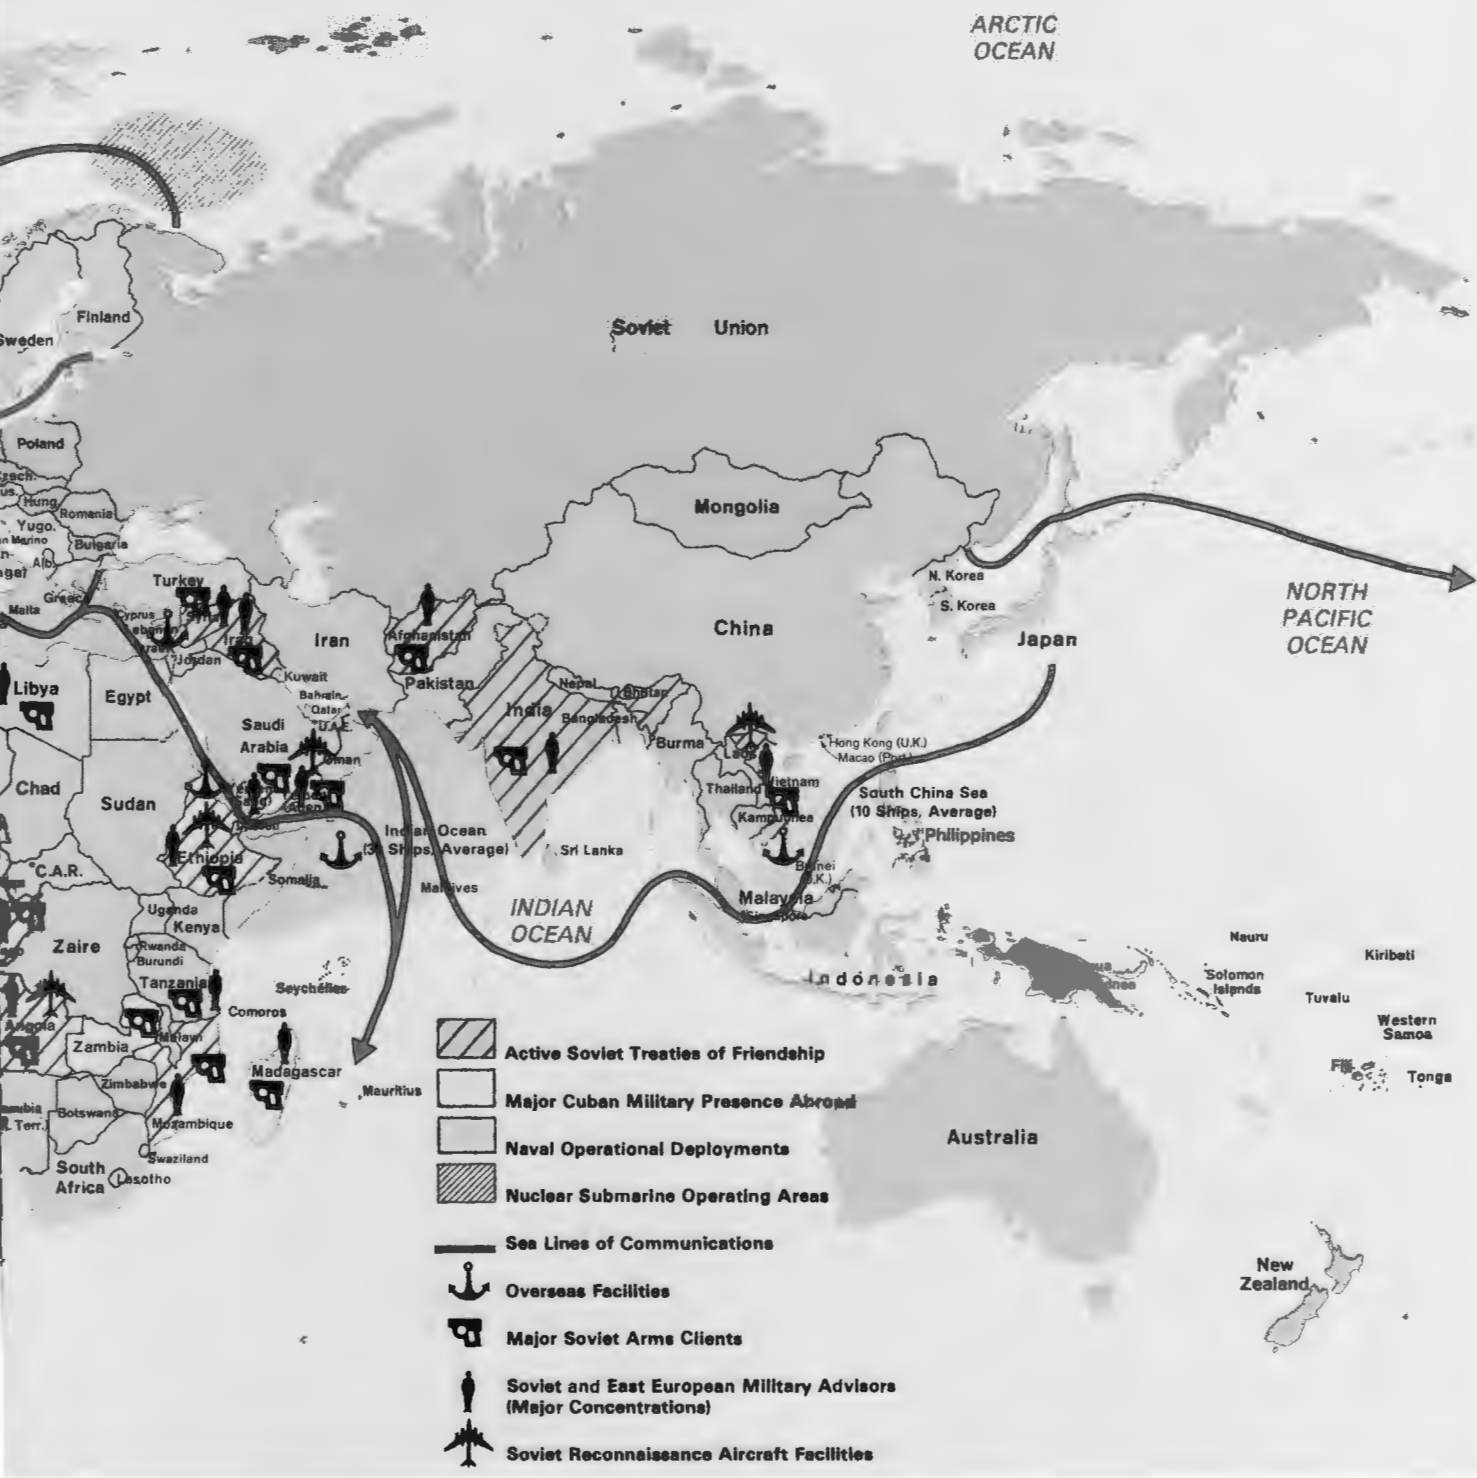 ARCTIC
OCEAN
Finland
Sweden
Soviet Union
Poland
Czech.
Hung.
Romania
Yugo.
Bulgaria
Alb.
Mongolia
N. Korea
S. Korea
NORTH
PACIFIC
OCEAN
Turkey
Greece
Malta
Cyprus
Lebanon
Syria
Iraq
Iran
Afghanistan
China
Japan
Jordan
Kuwait
Pakistan
Libya
Egypt
Bahrain
Qatar
U.A.E.
Nepal
Bhutan
India
Bangladesh
Saudi
Arabia
Oman
Burma
Laos
Hong Kong (U.K.)
Macao (Port.)
Chad
Sudan
Thailand
Vietnam
South China Sea
(10 Ships, Average)
Kampuchea
Philippines
Indian Ocean
Ships, Average)
Sri Lanka
Ethiopia
C.A.R.
Somalia
Maldives
Brunei
(U.K.)
Malaysia
Singapore
Uganda
Kenya
INDIAN
OCEAN
Zaire
Rwanda
Burundi
Nauru
Kiribati
Tanzania
Seychelles
Indonesia
Solomon
Islands
Tuvalu
Comoros
Western
Samoa
Angola
Malawi
Zambia
Madagascar
Mauritius
Fiji
Tonga
Zimbabwe
Botswana
Mozambique
Swaziland
South
Africa
Lesotho
Australia
New
Zealand
Active Soviet Treaties of Friendship
Major Cuban Military Presence Abroad
Naval Operational Deployments
Nuclear Submarine Operating Areas
Sea Lines of Communications
Overseas Facilities
Major Soviet Arms Clients
Soviet and East European Military Advisors
(Major Concentrations)
Soviet Reconnaissance Aircraft Facilities